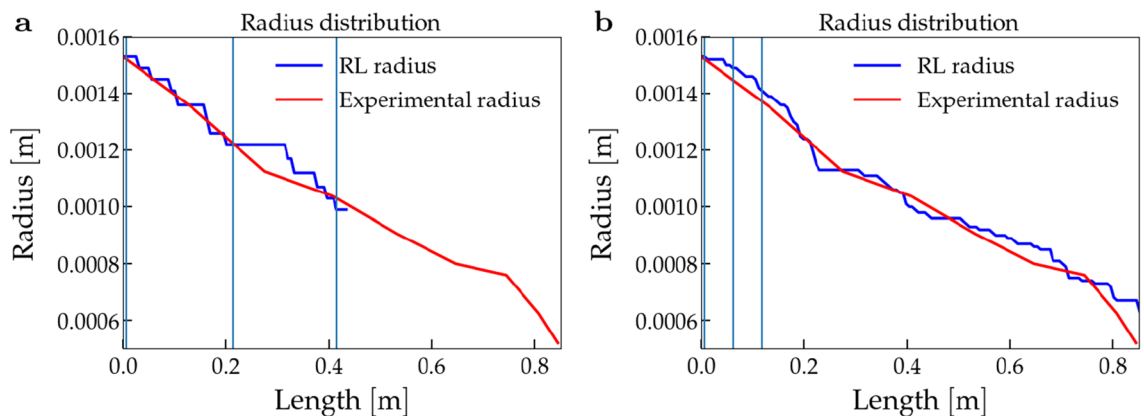 a
Radius distribution
RL radius
Experimental radius
Radius [m]
0.0016
0.0014
0.0012
0.0010
0.0008
0.0006
0.0
0.2
0.4
0.6
0.8
Length [m]
b
Radius distribution
RL radius
Experimental radius
Radius [m]
0.0016
0.0014
0.0012
0.0010
0.0008
0.0006
0.0
0.2
0.4
0.6
0.8
Length [m]